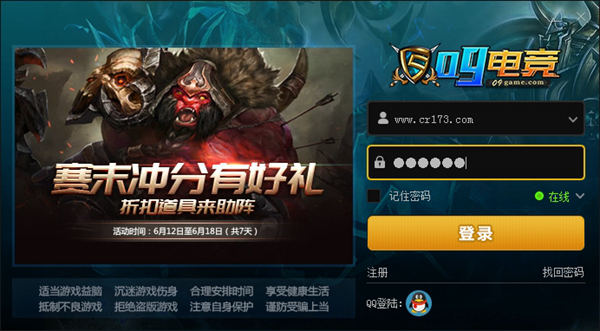 VS 09电竞
09game.com
www.cr173.com
赛末冲分有好礼
折扣道具来助阵
活动时间：6月12日至6月18日（共7天）
记住密码
在线
登录
注册
找回密码
QQ登陆：
适当游戏益脑 沉迷游戏伤身 合理安排时间 享受健康生活
抵制不良游戏 拒绝盗版游戏 注意自身保护 谨防受骗上当